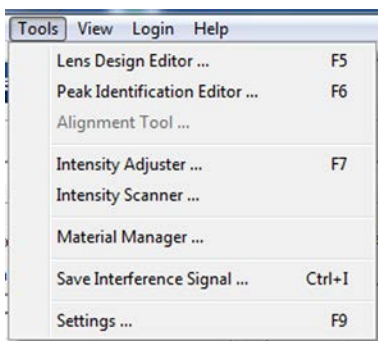 Tools View Login Help
Lens Design Editor ... F5
Peak Identification Editor ... F6
Alignment Tool ...
Intensity Adjuster ... F7
Intensity Scanner ...
Material Manager ...
Save Interference Signal ... Ctrl+I
Settings ... F9